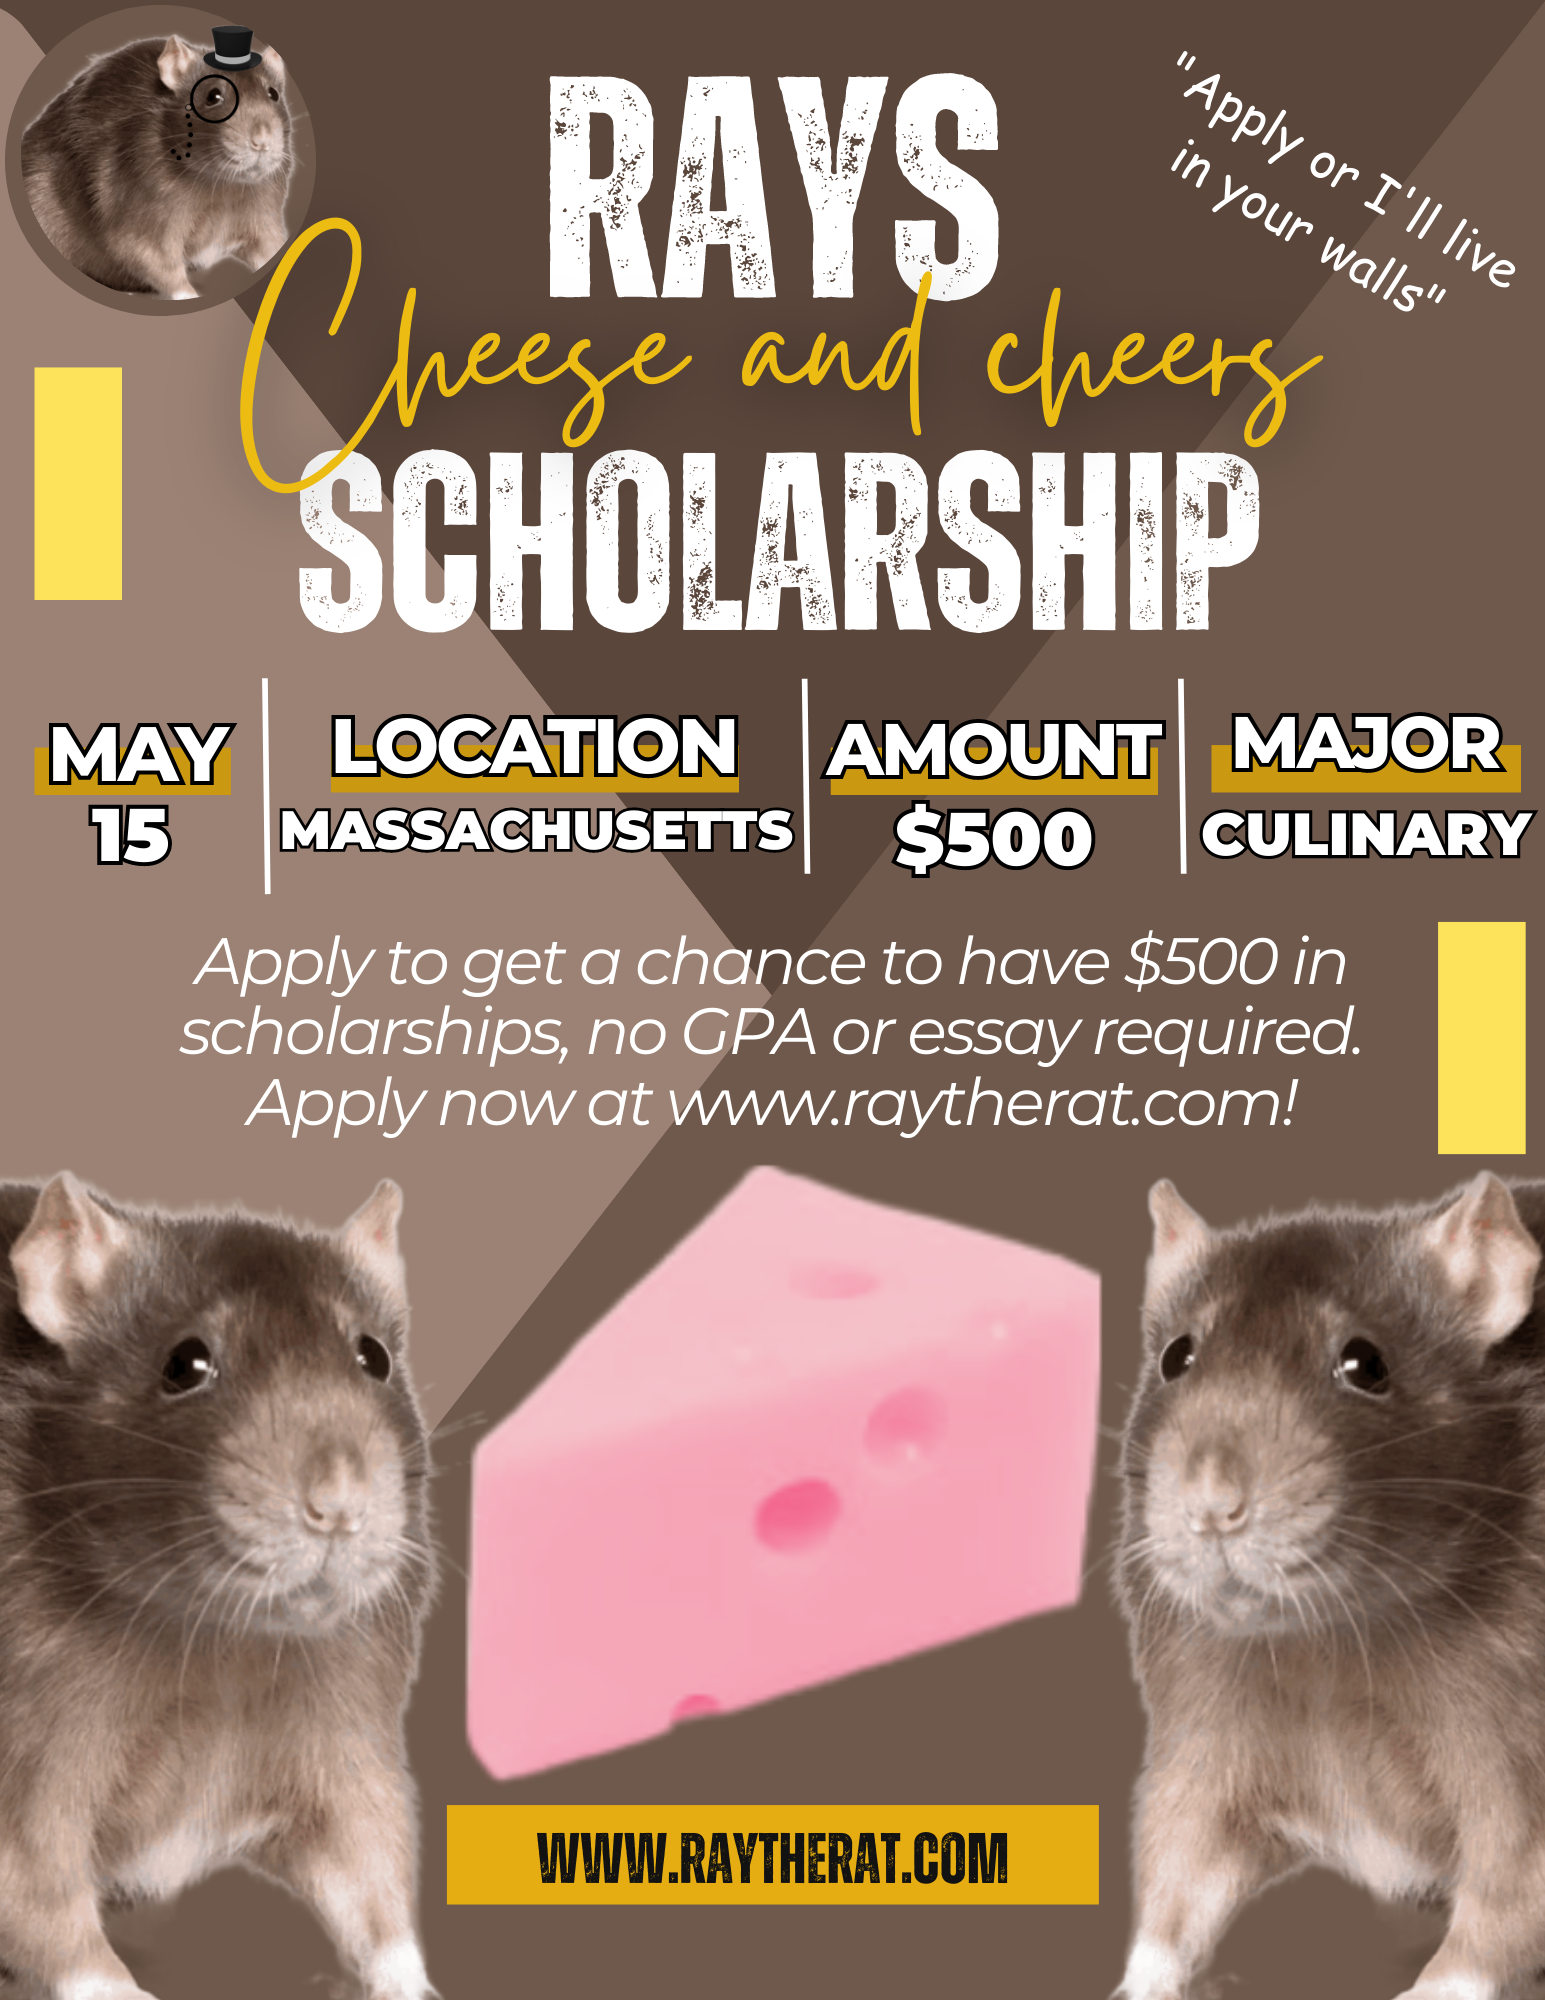 RAYS
"Apply or I'll live
in your walls"
Cheese and cheers
SCHOLARSHIP
MAY
15
LOCATION
MASSACHUSETTS
AMOUNT
$500
MAJOR
CULINARY
Apply to get a chance to have $500 in
scholarships, no GPA or essay required.
Apply now at www.raytherat.com!
WWW.RAYTHERAT.COM